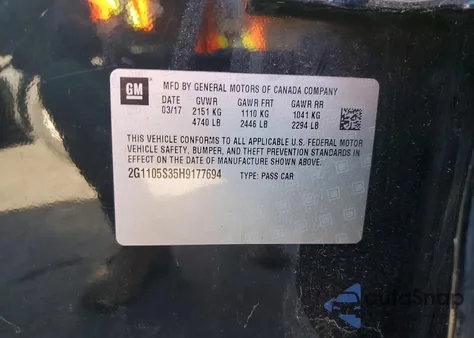 GM
MFD BY GENERAL MOTORS OF CANADA COMPANY
DATE GVWR GAWR FRT GAWR RR
03/17 2151 KG 1110 KG 1041 KG
4740 LB 2446 LB 2294 LB
THIS VEHICLE CONFORMS TO ALL APPLICABLE U.S. FEDERAL MOTOR
VEHICLE SAFETY, BUMPER, AND THEFT PREVENTION STANDARDS IN
EFFECT ON THE DATE OF MANUFACTURE SHOWN ABOVE.
2G1105S35H9177694 TYPE: PASS CAR
autoSnap